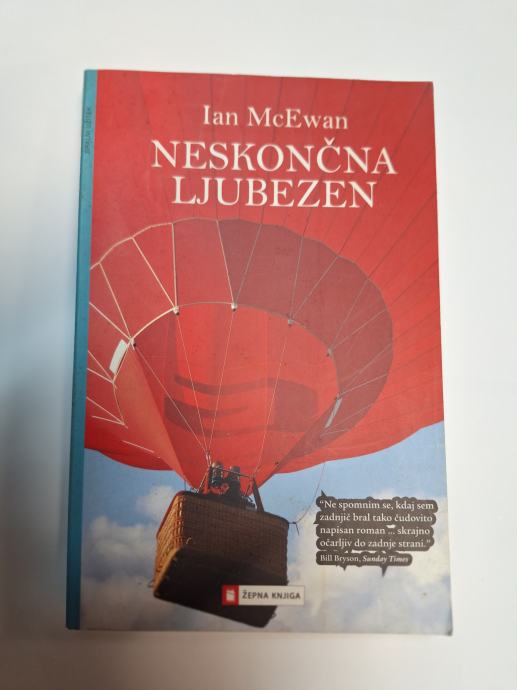 Ian McEwan
NESKONČNA
LJUBEZEN
“Ne spomnim se, kdaj sem
zadnjič bral tako čudovito
napisan roman ... skrajno
očarljiv do zadnje strani.”
Bill Bryson, Sunday Times
ŽEPNA KNJIGA